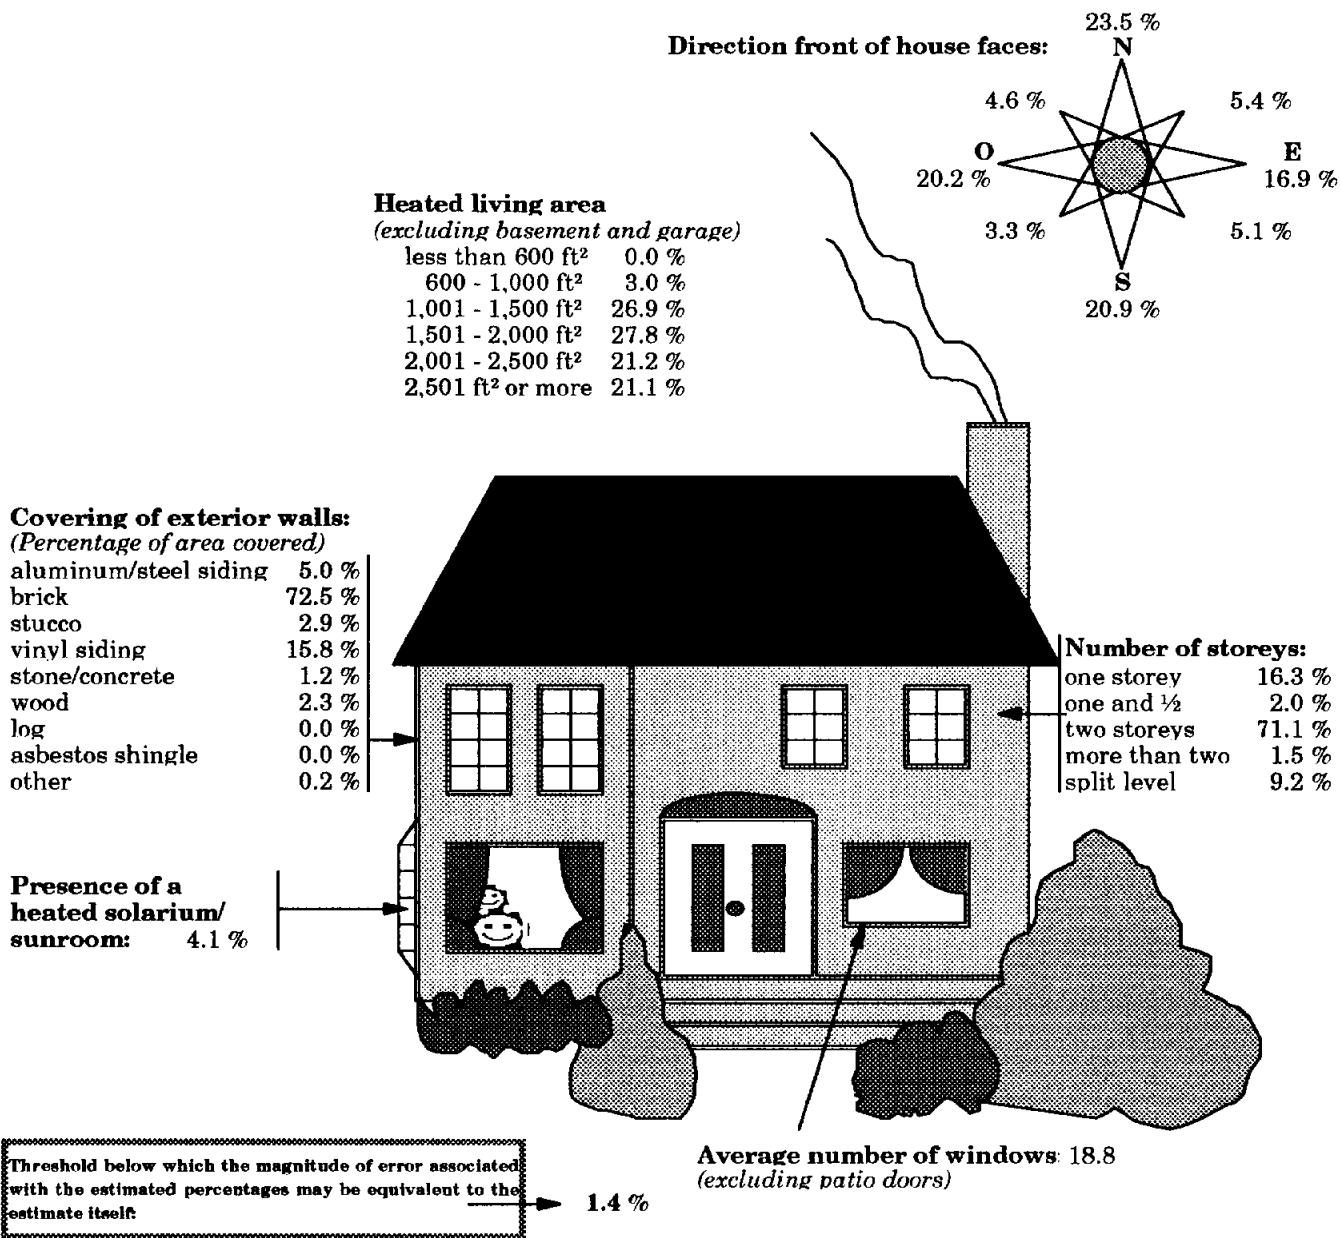 23.5 %
Direction front of house faces:
N
4.6 %
5.4 %
O
E
20.2 %
16.9 %
3.3 %
5.1 %
S
20.9 %
Heated living area
(excluding basement and garage)
less than 600 ft² 0.0 %
600 - 1,000 ft² 3.0 %
1,001 - 1,500 ft² 26.9 %
1,501 - 2,000 ft² 27.8 %
2,001 - 2,500 ft² 21.2 %
2,501 ft² or more 21.1 %
Covering of exterior walls:
(Percentage of area covered)
aluminum/steel siding 5.0 %
brick 72.5 %
stucco 2.9 %
vinyl siding 15.8 %
stone/concrete 1.2 %
wood 2.3 %
log 0.0 %
asbestos shingle 0.0 %
other 0.2 %
Number of storeys:
one storey 16.3 %
one and ½ 2.0 %
two storeys 71.1 %
more than two 1.5 %
split level 9.2 %
Presence of a
heated solarium/
sunroom: 4.1 %
Average number of windows: 18.8
(excluding patio doors)
Threshold below which the magnitude of error associated
with the estimated percentages may be equivalent to the
estimate itself:
1.4 %